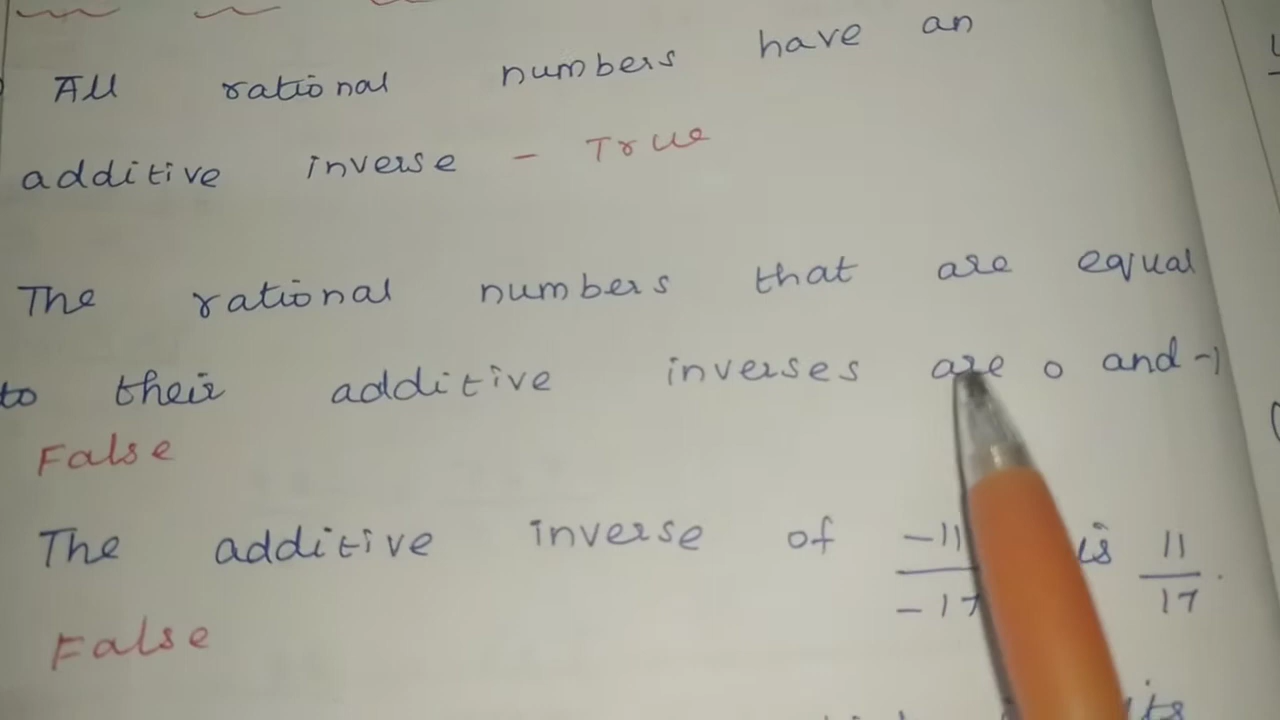 All rational numbers have an
additive inverse - True
The rational numbers that are equal
to their additive inverses are 0 and -1
False
The additive inverse of -11/-17 is 11/17.
False
its